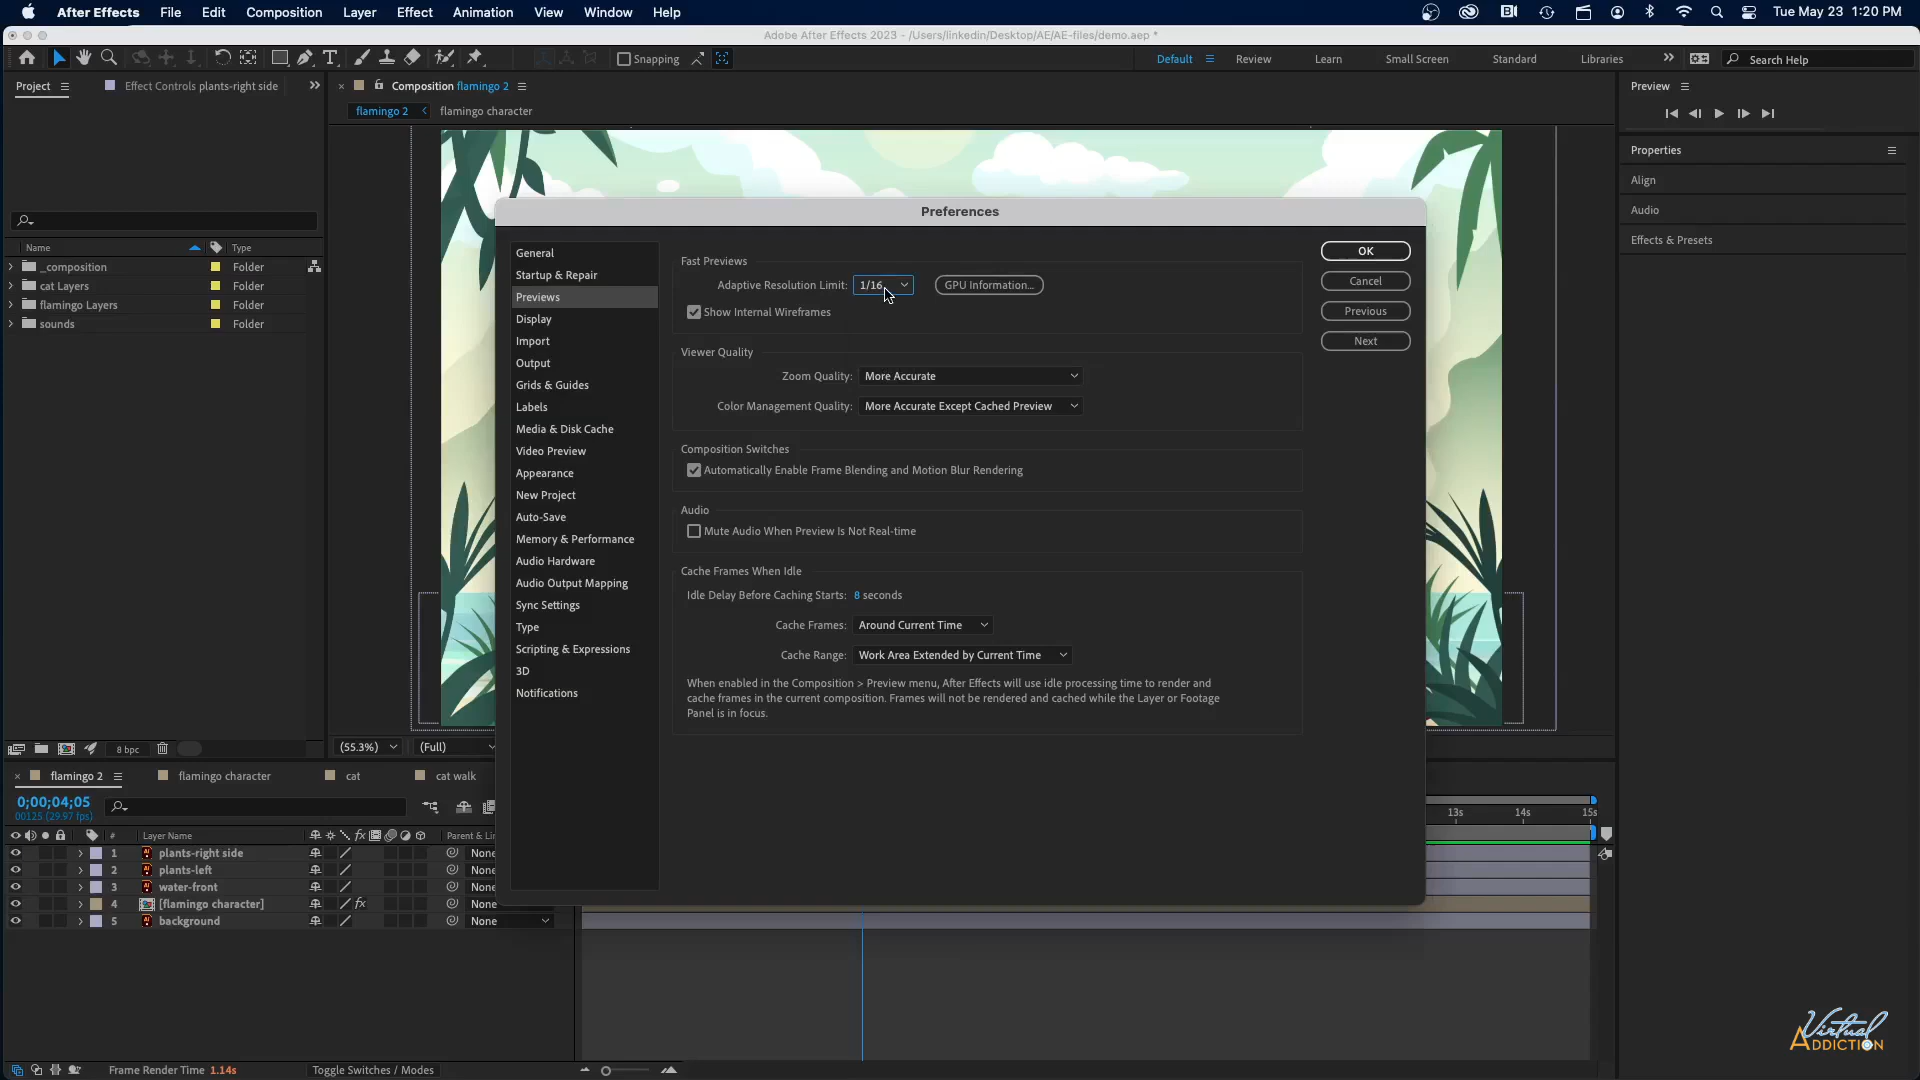 After Effects File Edit Composition Layer Effect Animation View Window Help Tue May 23 1:20 PM
Adobe After Effects 2023 - /Users/linkedin/Desktop/AE/AE-files/demo.aep *
Snapping Default Review Learn Small Screen Standard Libraries Search Help
Project Effect Controls plants-right side
Composition flamingo 2
flamingo 2 flamingo character
Preview
Properties
Align
Audio
Effects & Presets
Name Type
_composition Folder
cat Layers Folder
flamingo Layers Folder
sounds Folder
8 bpc
(55.3%) (Full)
Preferences
General
Startup & Repair
Previews
Display
Import
Output
Grids & Guides
Labels
Media & Disk Cache
Video Preview
Appearance
New Project
Auto-Save
Memory & Performance
Audio Hardware
Audio Output Mapping
Sync Settings
Type
Scripting & Expressions
3D
Notifications
Fast Previews
Adaptive Resolution Limit: 1/16 GPU Information...
Show Internal Wireframes
Viewer Quality
Zoom Quality: More Accurate
Color Management Quality: More Accurate Except Cached Preview
Composition Switches
Automatically Enable Frame Blending and Motion Blur Rendering
Audio
Mute Audio When Preview Is Not Real-time
Cache Frames When Idle
Idle Delay Before Caching Starts: 8 seconds
Cache Frames: Around Current Time
Cache Range: Work Area Extended by Current Time
When enabled in the Composition > Preview menu, After Effects will use idle processing time to render and
cache frames in the current composition. Frames will not be rendered and cached while the Layer or Footage
Panel is in focus.
OK
Cancel
Previous
Next
flamingo 2 flamingo character cat cat walk
0;00;04;05
00125 (29.97 fps)
13s 14s 15s
# Layer Name fx Parent & Lin
1 plants-right side None
2 plants-left None
3 water-front None
4 [flamingo character] fx None
5 background None
Frame Render Time 1.14s Toggle Switches / Modes
Virtual
ADDICTION